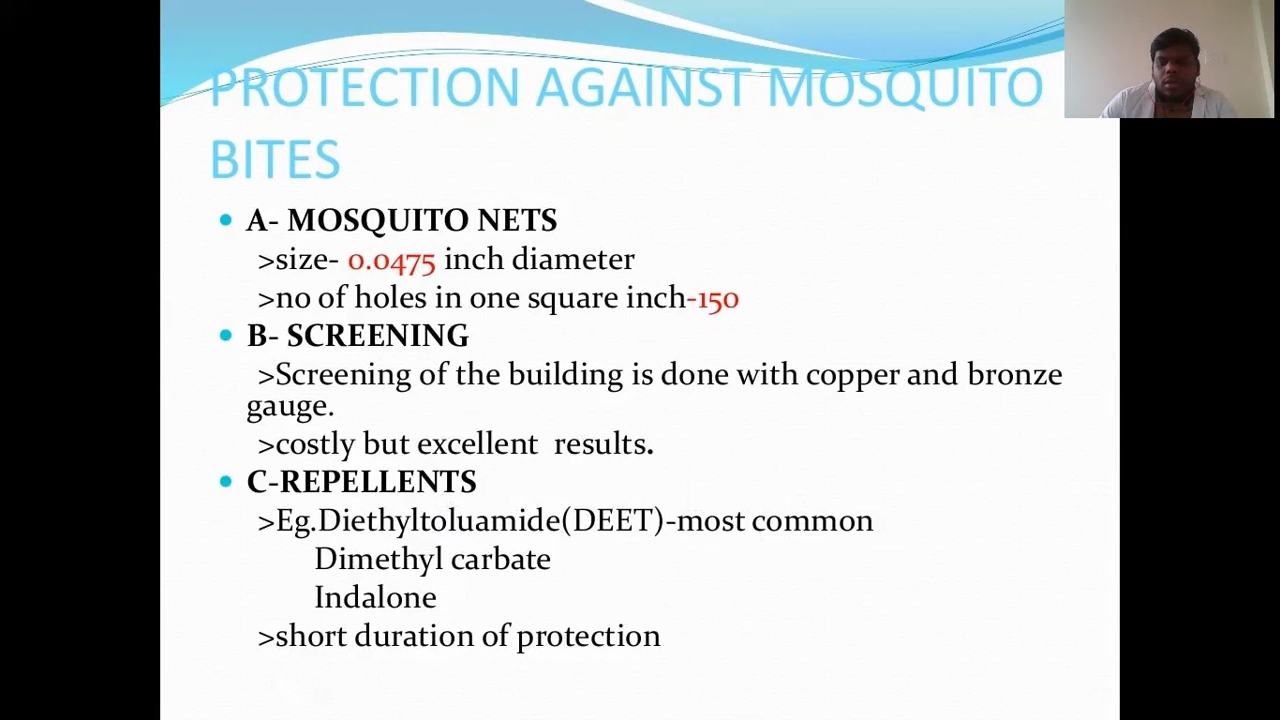 PROTECTION AGAINST MOSQUITO
BITES
• A- MOSQUITO NETS
>size- 0.0475 inch diameter
>no of holes in one square inch-150
• B- SCREENING
>Screening of the building is done with copper and bronze
gauge.
>costly but excellent results.
• C-REPELLENTS
>Eg.Diethyltoluamide(DEET)-most common
Dimethyl carbate
Indalone
>short duration of protection